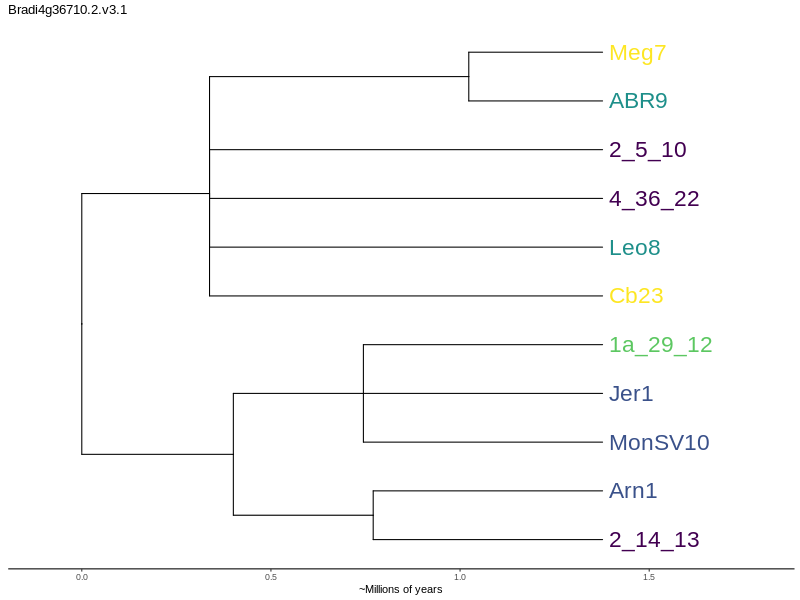 Bradi4g36710.2.v3.1
Meg7
ABR9
2_5_10
4_36_22
Leo8
Cb23
1a_29_12
Jer1
MonSV10
Arn1
2_14_13
0.0 0.5 1.0 1.5
~Millions of years